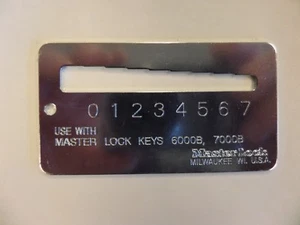 0 1 2 3 4 5 6 7
USE WITH
MASTER LOCK KEYS 6000B, 7000B
Master Lock
MILWAUKEE WI. U.S.A.